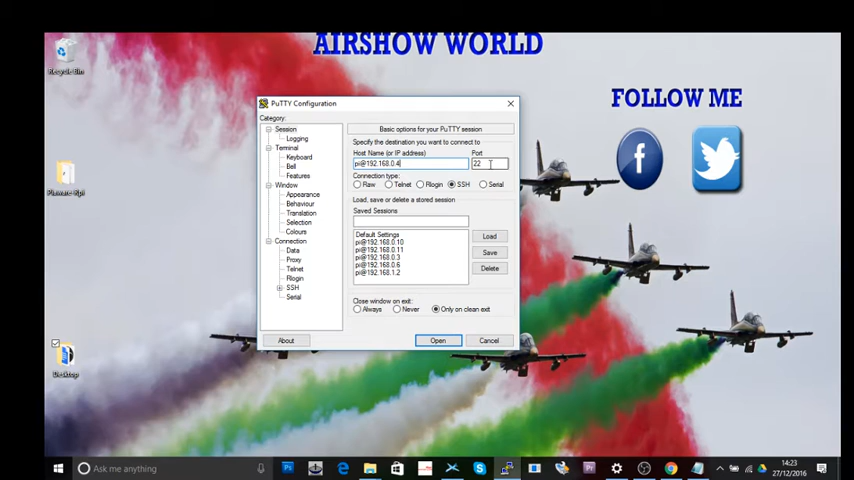 AIRSHOW WORLD
Recycle Bin
FOLLOW ME
PiAware Rpi
Desktop
PuTTY Configuration
Category:
Session
Logging
Terminal
Keyboard
Bell
Features
Window
Appearance
Behaviour
Translation
Selection
Colours
Connection
Data
Proxy
Telnet
Rlogin
SSH
Serial
Basic options for your PuTTY session
Specify the destination you want to connect to
Host Name (or IP address)
Port
pi@192.168.0.4
22
Connection type:
Raw
Telnet
Rlogin
SSH
Serial
Load, save or delete a stored session
Saved Sessions
Default Settings
pi@192.168.0.10
pi@192.168.0.11
pi@192.168.0.3
pi@192.168.0.6
pi@192.168.1.2
Load
Save
Delete
Close window on exit:
Always
Never
Only on clean exit
About
Open
Cancel
Ask me anything
14:23
27/12/2016